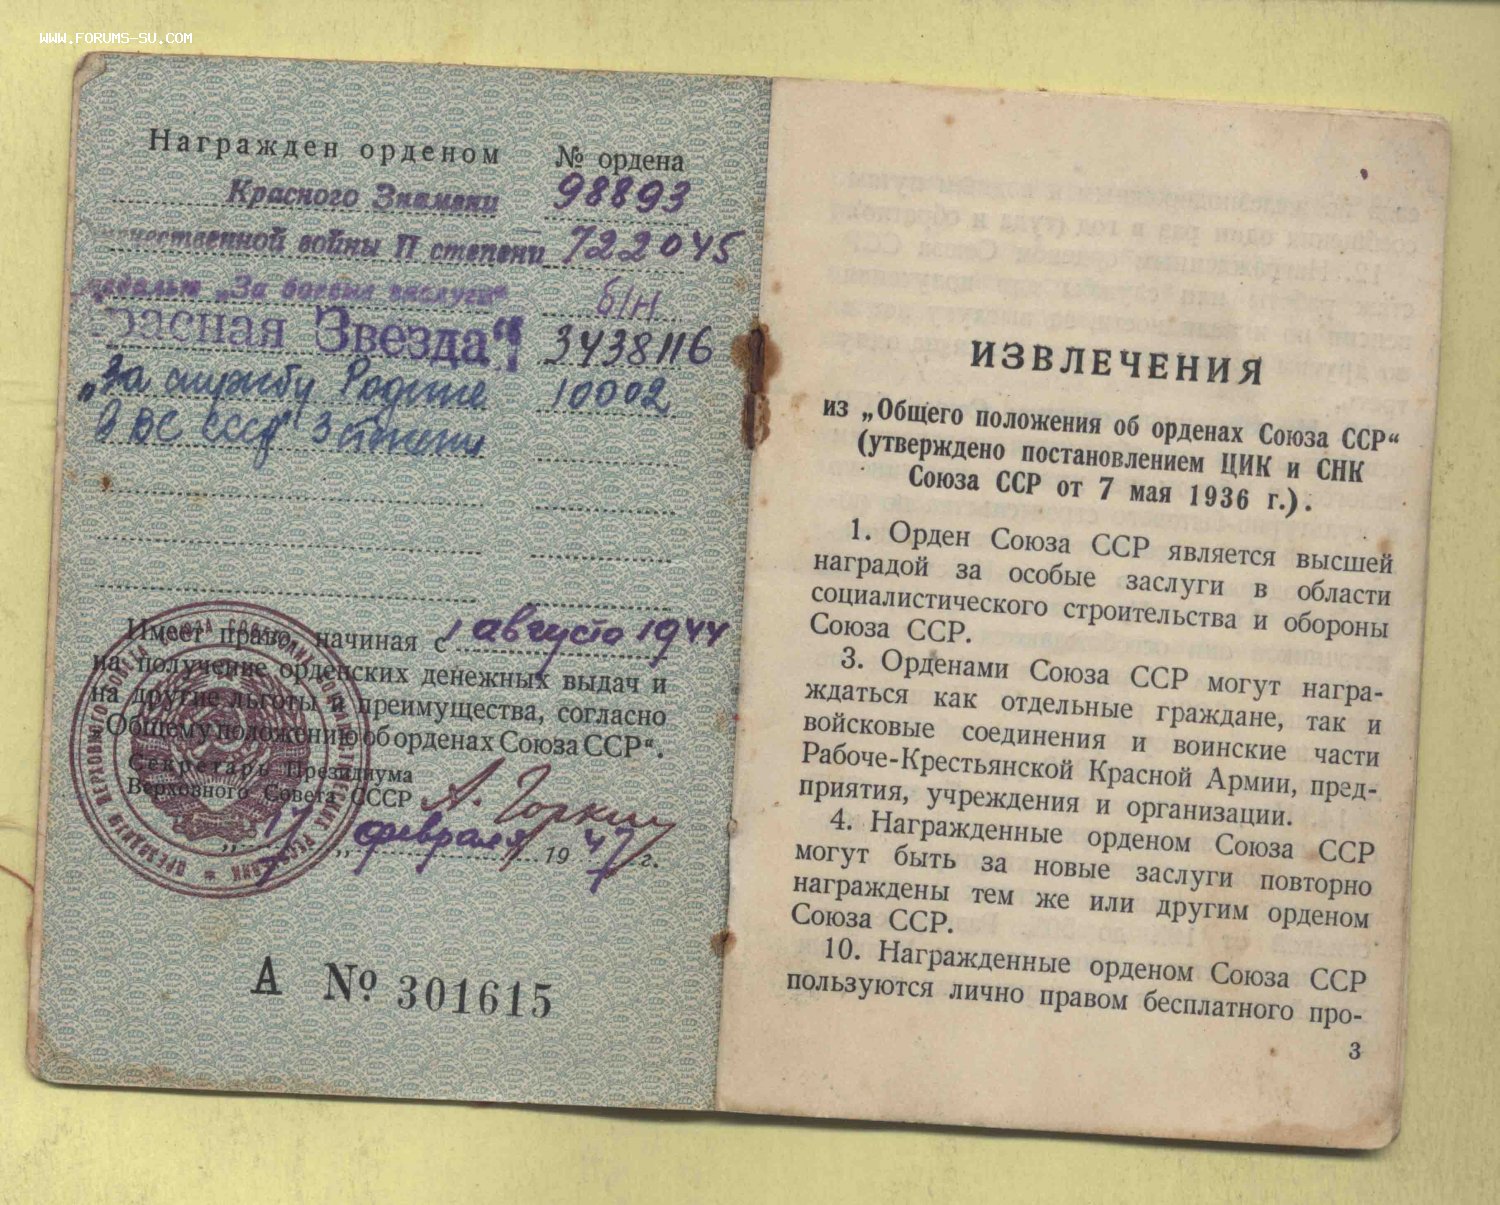 WWW.FORUMS-SU.COM
Награжден орденом № ордена
Красного Знамени 98893
Отечественной войны II степени 722045
медалью „За боевые заслуги“ б/н
Красная Звезда“ 3438116
„За службу Родине 10002
в ВС СССР“ 3 степени
Имеет право, начиная с 1 августа 1944
на получение орденских денежных выдач и
на другие льготы и преимущества, согласно
„Общему положению об орденах Союза ССР“.
Секретарь Президиума
Верховного Совета СССР А. Горкин
„17„ февраля 1947 г.
А № 301615
ИЗВЛЕЧЕНИЯ
из „Общего положения об орденах Союза ССР“
(утверждено постановлением ЦИК и СНК
Союза ССР от 7 мая 1936 г.).
1. Орден Союза ССР является высшей
наградой за особые заслуги в области
социалистического строительства и обороны
Союза ССР.
3. Орденами Союза ССР могут награ-
ждаться как отдельные граждане, так и
войсковые соединения и воинские части
Рабоче-Крестьянской Красной Армии, пред-
приятия, учреждения и организации.
4. Награжденные орденом Союза ССР
могут быть за новые заслуги повторно
награждены тем же или другим орденом
Союза ССР.
10. Награжденные орденом Союза ССР
пользуются лично правом бесплатного про-
3